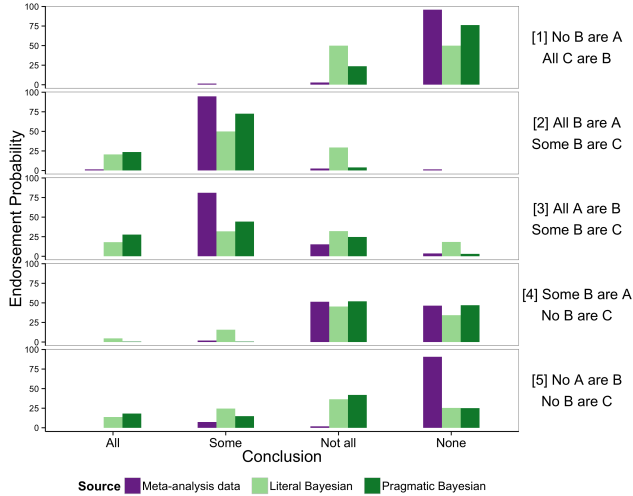 Endorsement Probability
100
75
50
25
0
[1] No B are A
All C are B
100
75
50
25
0
[2] All B are A
Some B are C
100
75
50
25
0
[3] All A are B
Some B are C
100
75
50
25
0
[4] Some B are A
No B are C
100
75
50
25
0
[5] No A are B
No B are C
All Some Not all None
Conclusion
Source Meta-analysis data Literal Bayesian Pragmatic Bayesian